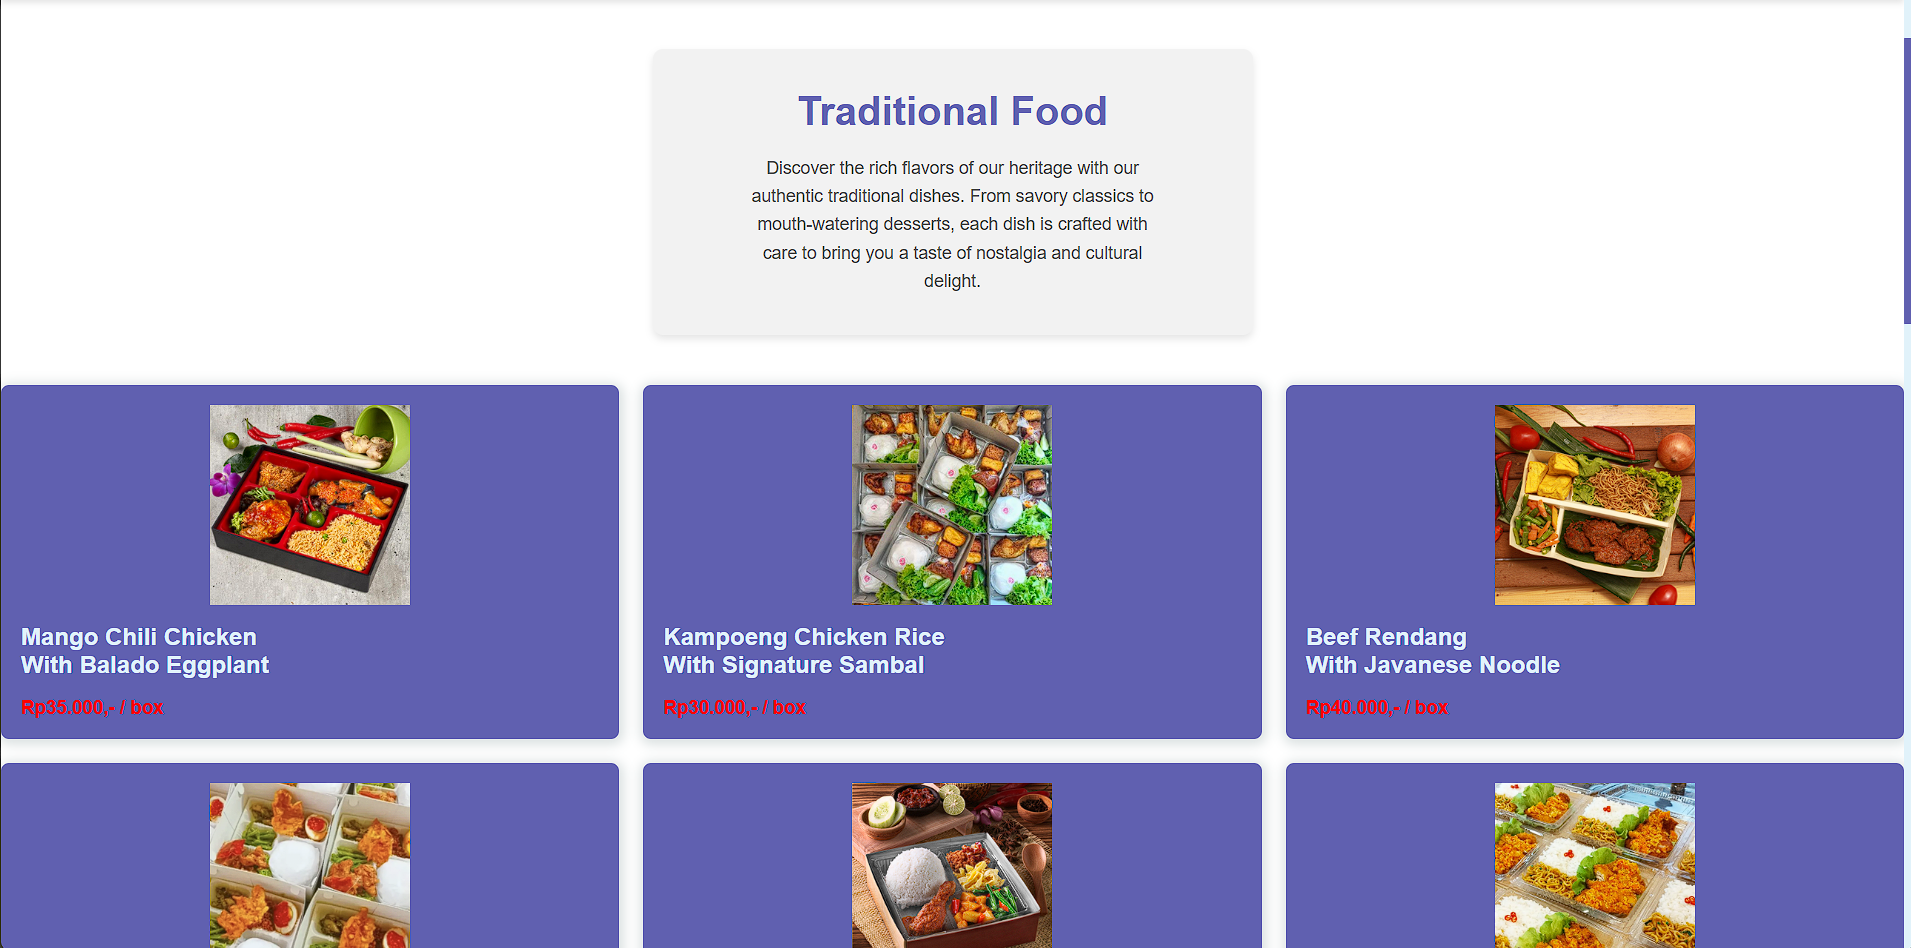 Traditional Food
Discover the rich flavors of our heritage with our
authentic traditional dishes. From savory classics to
mouth-watering desserts, each dish is crafted with
care to bring you a taste of nostalgia and cultural
delight.
Mango Chili Chicken
With Balado Eggplant
Rp35.000,- / box
Kampoeng Chicken Rice
With Signature Sambal
Rp30.000,- / box
Beef Rendang
With Javanese Noodle
Rp40.000,- / box